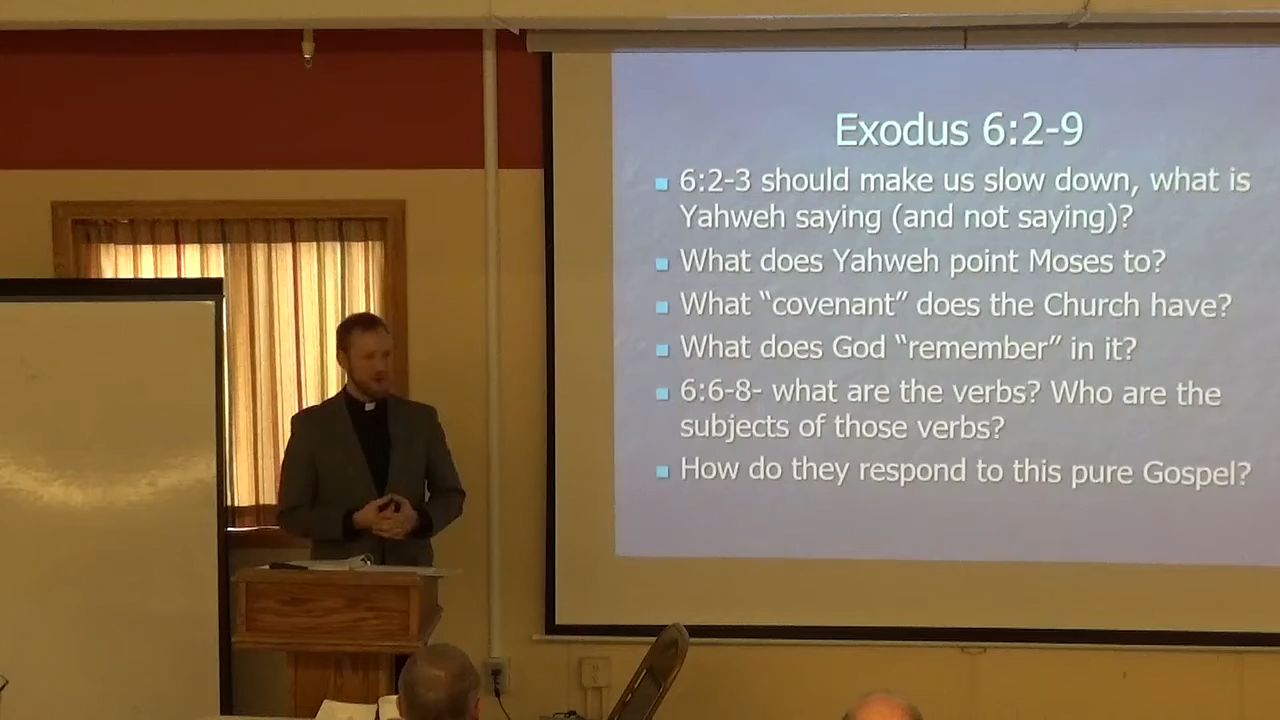 Exodus 6:2-9
6:2-3 should make us slow down, what is
Yahweh saying (and not saying)?
What does Yahweh point Moses to?
What “covenant” does the Church have?
What does God “remember” in it?
6:6-8- what are the verbs? Who are the
subjects of those verbs?
How do they respond to this pure Gospel?